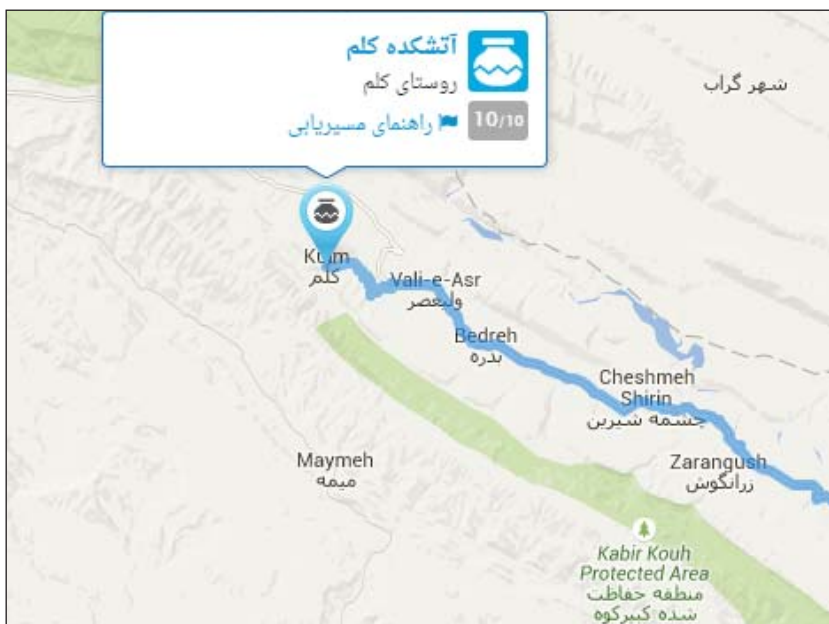 آتشکده کلم
روستای کلم
10/10
راهنمای مسیریابی
شهر گراب
کلم
Vali-e-Asr
ولیعصر
Bedreh
بدره
Cheshmeh
Shirin
چشمه شیرین
Zarangush
زرانگوش
Maymeh
میمه
Kabir Kouh
Protected Area
منطقه حفاظت
شده کبیرکوه